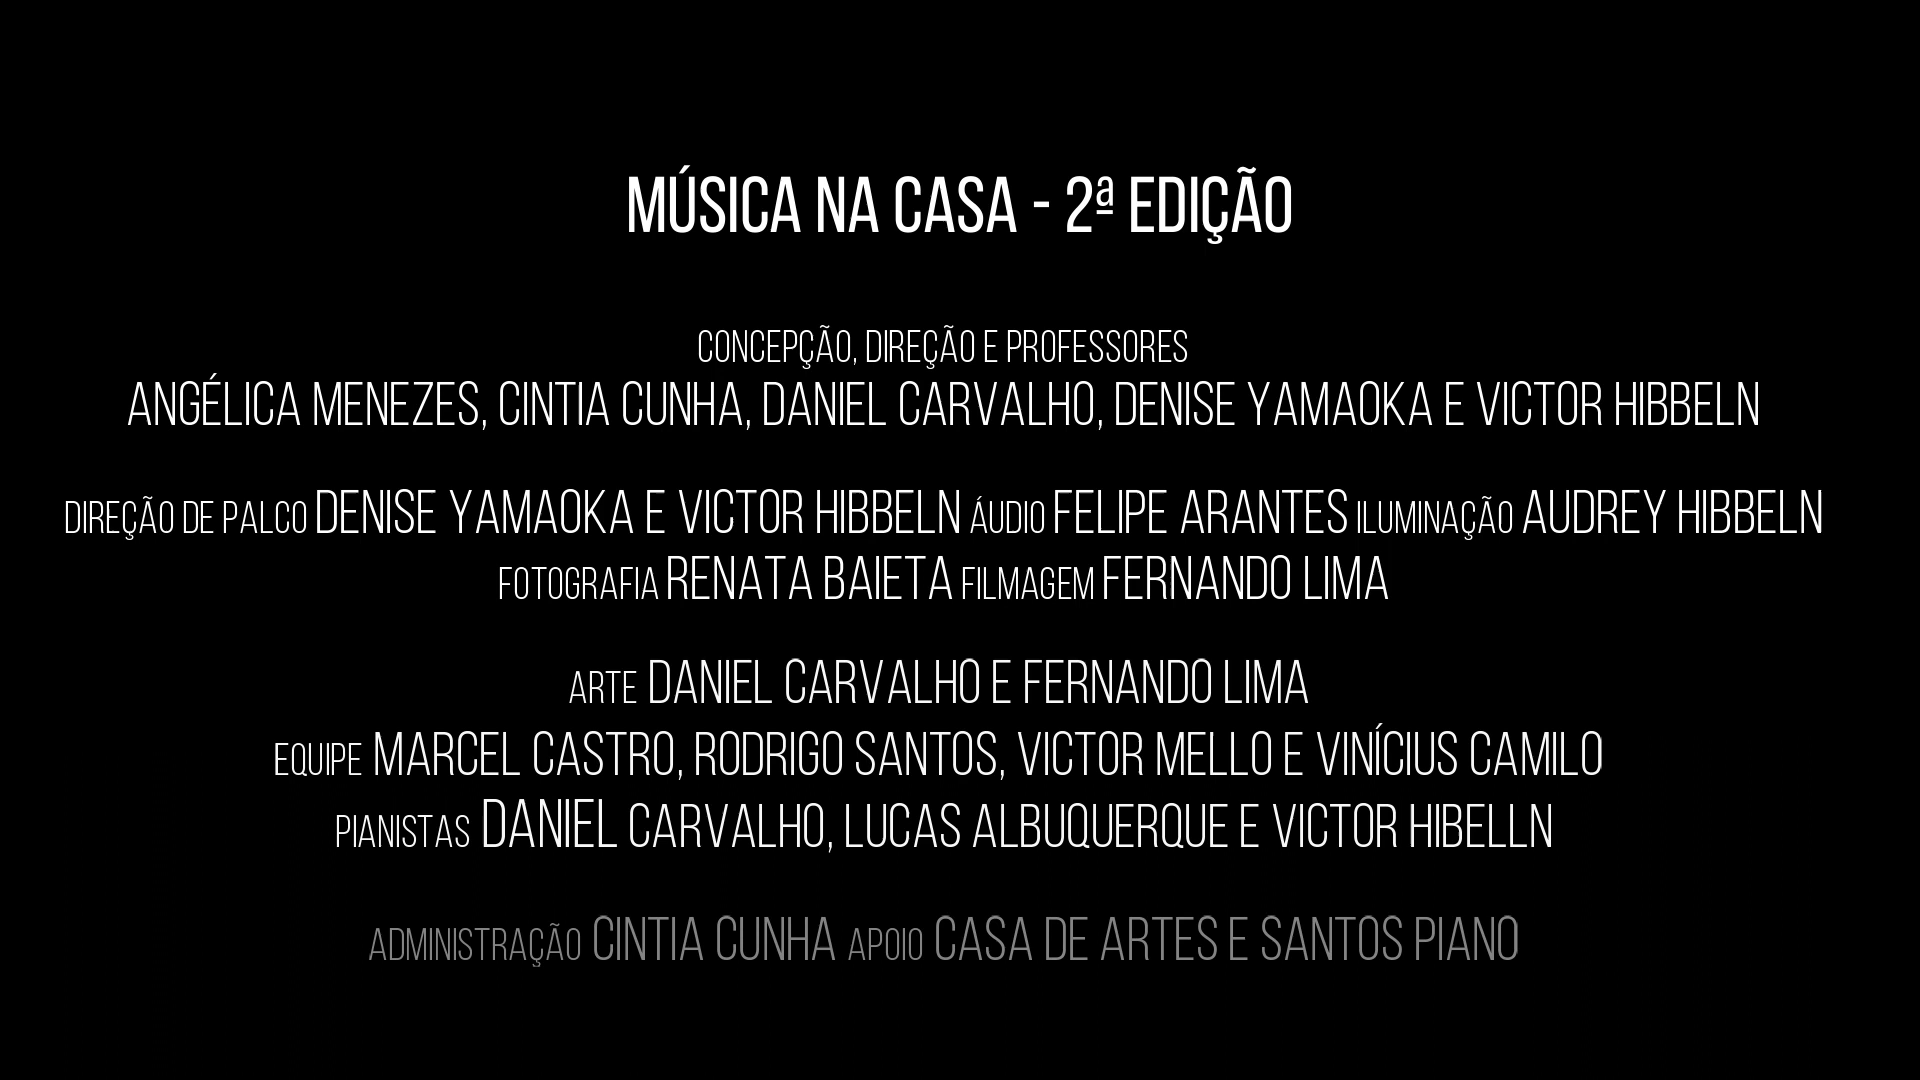 MÚSICA NA CASA - 2ª EDIÇÃO
CONCEPÇÃO, DIREÇÃO E PROFESSORES
ANGÉLICA MENEZES, CINTIA CUNHA, DANIEL CARVALHO, DENISE YAMAOKA E VICTOR HIBBELN
DIREÇÃO DE PALCO DENISE YAMAOKA E VICTOR HIBBELN ÁUDIO FELIPE ARANTES ILUMINAÇÃO AUDREY HIBBELN
FOTOGRAFIA RENATA BAIETA FILMAGEM FERNANDO LIMA
ARTE DANIEL CARVALHO E FERNANDO LIMA
EQUIPE MARCEL CASTRO, RODRIGO SANTOS, VICTOR MELLO E VINÍCIUS CAMILO
PIANISTAS DANIEL CARVALHO, LUCAS ALBUQUERQUE E VICTOR HIBELLN
ADMINISTRAÇÃO CINTIA CUNHA APOIO CASA DE ARTES E SANTOS PIANO